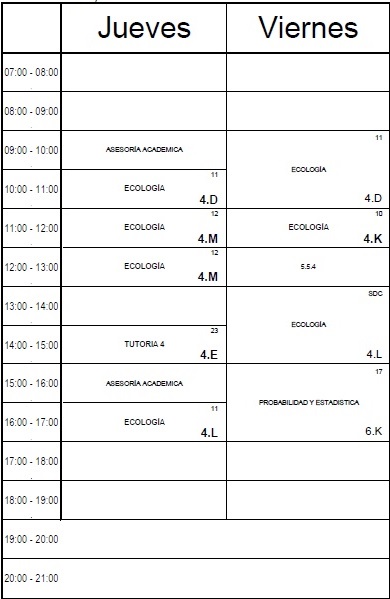 Jueves Viernes
07:00 - 08:00
08:00 - 09:00
09:00 - 10:00 ASESORÍA ACADEMICA 11
ECOLOGÍA
4.D
10:00 - 11:00 ECOLOGÍA 11
4.D
11:00 - 12:00 ECOLOGÍA 12
4.M
ECOLOGÍA 10
4.K
12:00 - 13:00 ECOLOGÍA 12
4.M
5.5.4
13:00 - 14:00 SDC
ECOLOGÍA
4.L
14:00 - 15:00 TUTORIA 4 23
4.E
15:00 - 16:00 ASESORÍA ACADEMICA 17
PROBABILIDAD Y ESTADISTICA
6.K
16:00 - 17:00 ECOLOGÍA 11
4.L
17:00 - 18:00
18:00 - 19:00
19:00 - 20:00
20:00 - 21:00